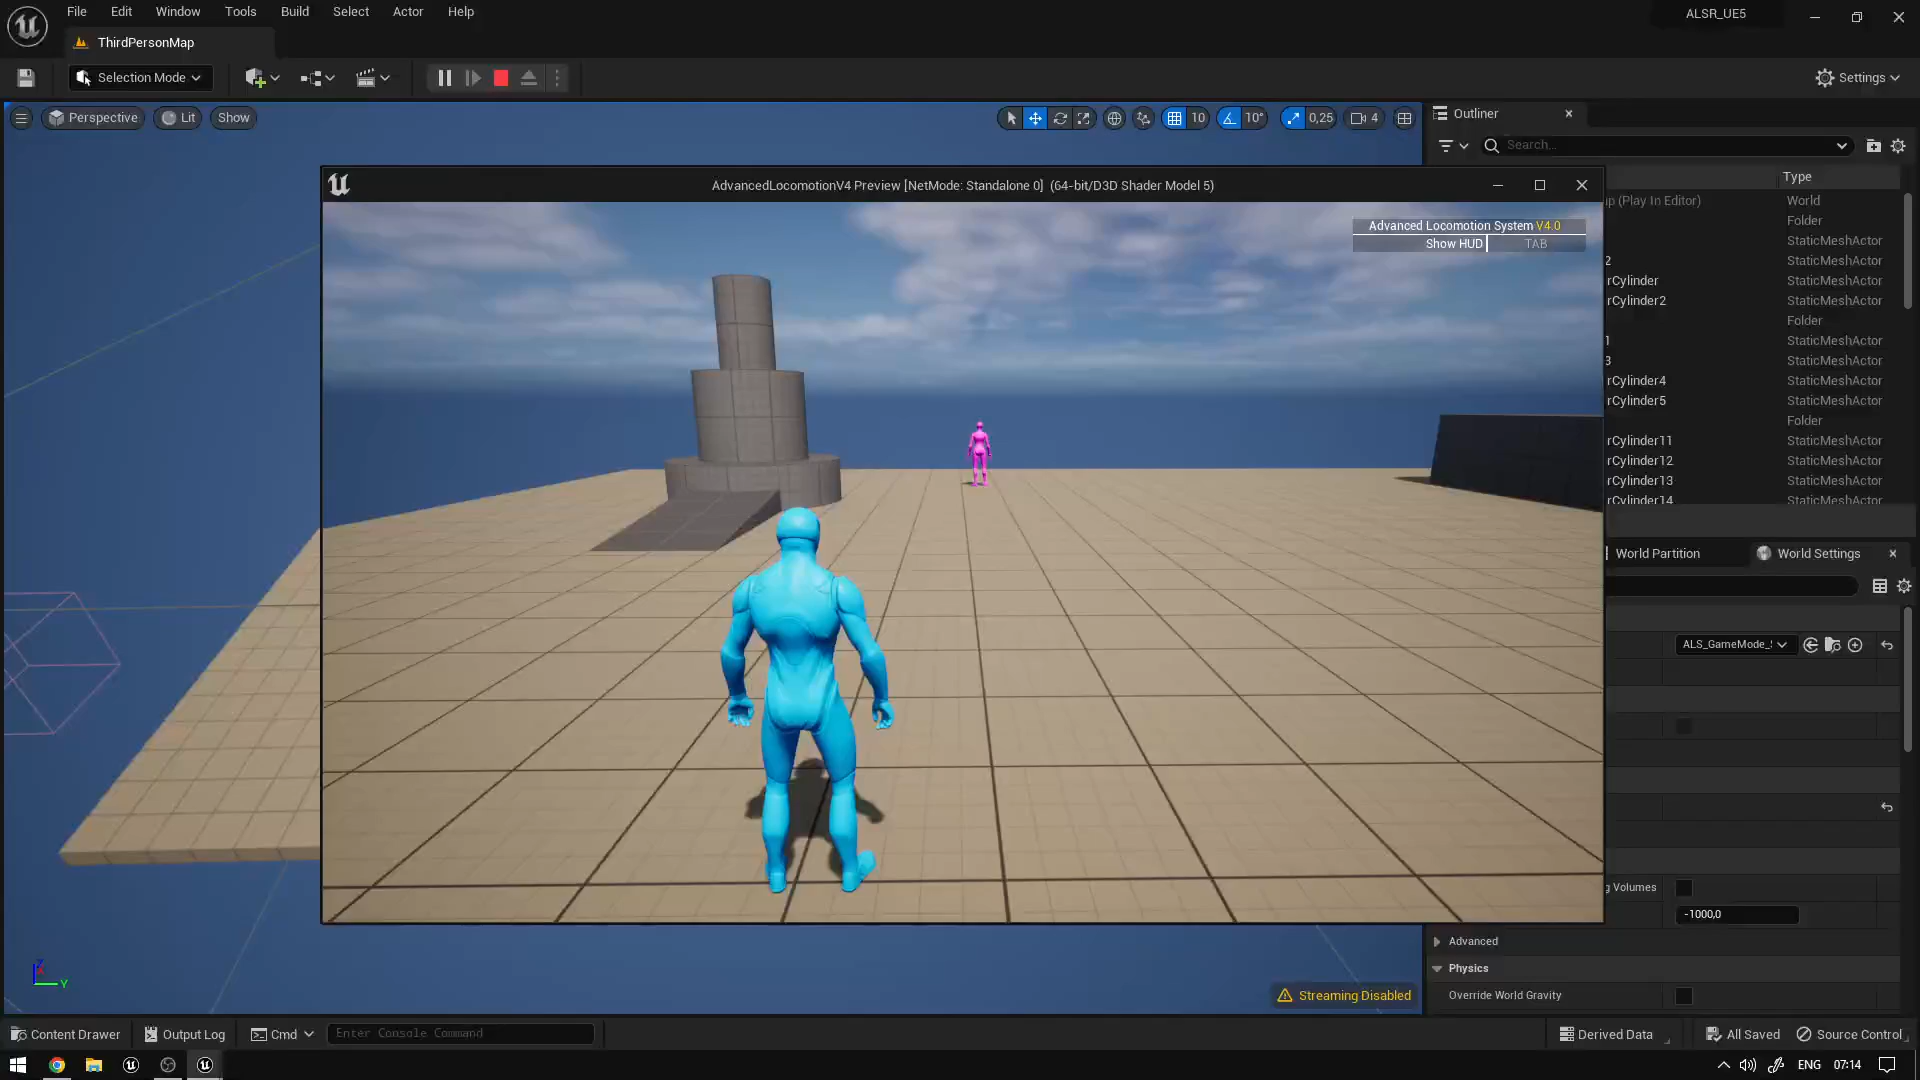 File Edit Window Tools Build Select Actor Help
ALSR_UE5
ThirdPersonMap
Selection Mode
Settings
Perspective
Lit
Show
10
10°
0,25
4
Outliner
Search...
AdvancedLocomotionV4 Preview [NetMode: Standalone 0] (64-bit/D3D Shader Model 5)
Advanced Locomotion System V4.0
Show HUD TAB
Type
(Play In Editor) World
Folder
StaticMeshActor
2 StaticMeshActor
rCylinder StaticMeshActor
rCylinder2 StaticMeshActor
Folder
1 StaticMeshActor
3 StaticMeshActor
rCylinder4 StaticMeshActor
rCylinder5 StaticMeshActor
Folder
rCylinder11 StaticMeshActor
rCylinder12 StaticMeshActor
rCylinder13 StaticMeshActor
rCylinder14 StaticMeshActor
World Partition
World Settings
ALS_GameMode_
g Volumes
-1000,0
Advanced
Physics
Override World Gravity
Z
Y
Streaming Disabled
Content Drawer
Output Log
Cmd
Enter Console Command
Derived Data
All Saved
Source Control
ENG 07:14